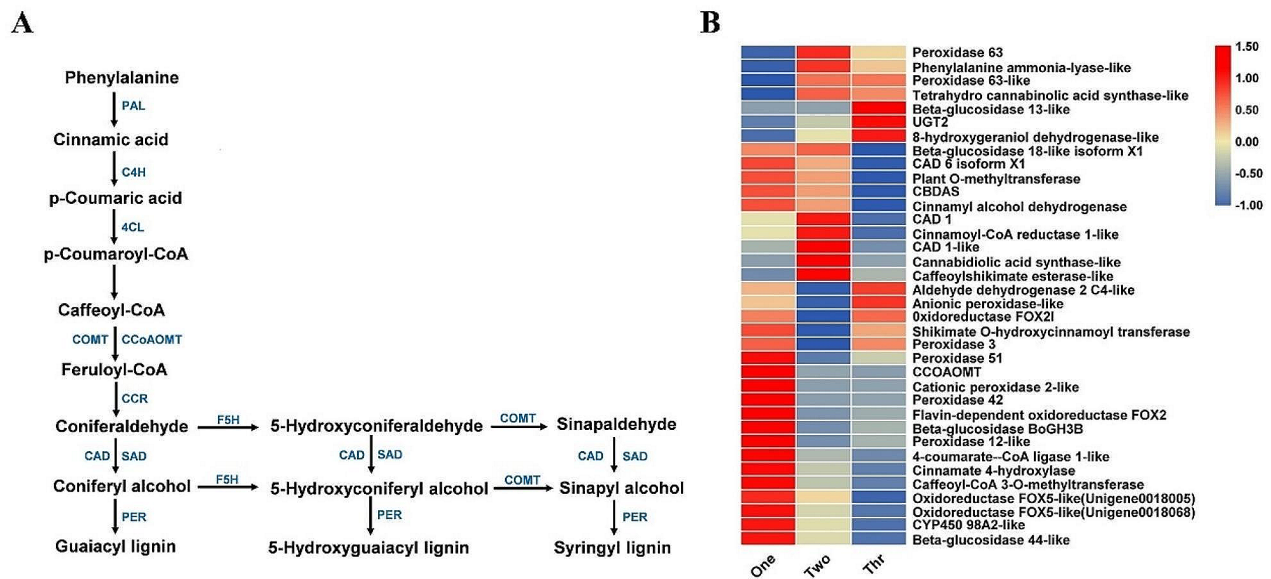 A
Phenylalanine
PAL
Cinnamic acid
C4H
p-Coumaric acid
4CL
p-Coumaroyl-CoA
Caffeoyl-CoA
COMT CCoAOMT
Feruloyl-CoA
CCR
Coniferaldehyde F5H 5-Hydroxyconiferaldehyde COMT Sinapaldehyde
CAD SAD CAD SAD CAD SAD
Coniferyl alcohol F5H 5-Hydroxyconiferyl alcohol COMT Sinapyl alcohol
PER PER PER
Guaiacyl lignin 5-Hydroxyguaiacyl lignin Syringyl lignin
B
Peroxidase 63
Phenylalanine ammonia-lyase-like
Peroxidase 63-like
Tetrahydro cannabinolic acid synthase-like
Beta-glucosidase 13-like
UGT2
8-hydroxygeraniol dehydrogenase-like
Beta-glucosidase 18-like isoform X1
CAD 6 isoform X1
Plant O-methyltransferase
CBDAS
Cinnamyl alcohol dehydrogenase
CAD 1
Cinnamoyl-CoA reductase 1-like
CAD 1-like
Cannabidiolic acid synthase-like
Caffeoylshikimate esterase-like
Aldehyde dehydrogenase 2 C4-like
Anionic peroxidase-like
0xidoreductase FOX2l
Shikimate O-hydroxycinnamoyl transferase
Peroxidase 3
Peroxidase 51
CCOAOMT
Cationic peroxidase 2-like
Peroxidase 42
Flavin-dependent oxidoreductase FOX2
Beta-glucosidase BoGH3B
Peroxidase 12-like
4-coumarate--CoA ligase 1-like
Cinnamate 4-hydroxylase
Caffeoyl-CoA 3-O-methyltransferase
Oxidoreductase FOX5-like(Unigene0018005)
Oxidoreductase FOX5-like(Unigene0018068)
CYP450 98A2-like
Beta-glucosidase 44-like
One Two Thr
1.50
1.00
0.50
0.00
-0.50
-1.00